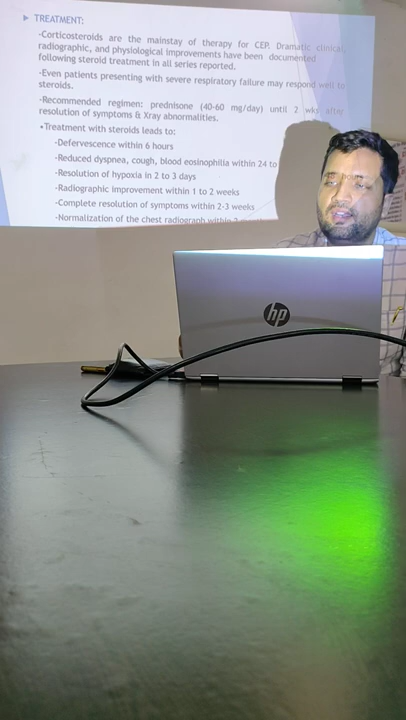 TREATMENT:
-Corticosteroids are the mainstay of therapy for CEP. Dramatic clinical,
radiographic, and physiological improvements have been documented
following steroid treatment in all series reported.
-Even patients presenting with severe respiratory failure may respond well to
steroids.
-Recommended regimen: prednisone (40-60 mg/day) until 2 wks after
resolution of symptoms & Xray abnormalities.
•Treatment with steroids leads to:
-Defervescence within 6 hours
-Reduced dyspnea, cough, blood eosinophilia within 24 to
-Resolution of hypoxia in 2 to 3 days
-Radiographic improvement within 1 to 2 weeks
-Complete resolution of symptoms within 2-3 weeks
-Normalization of the chest radiograph within
hp